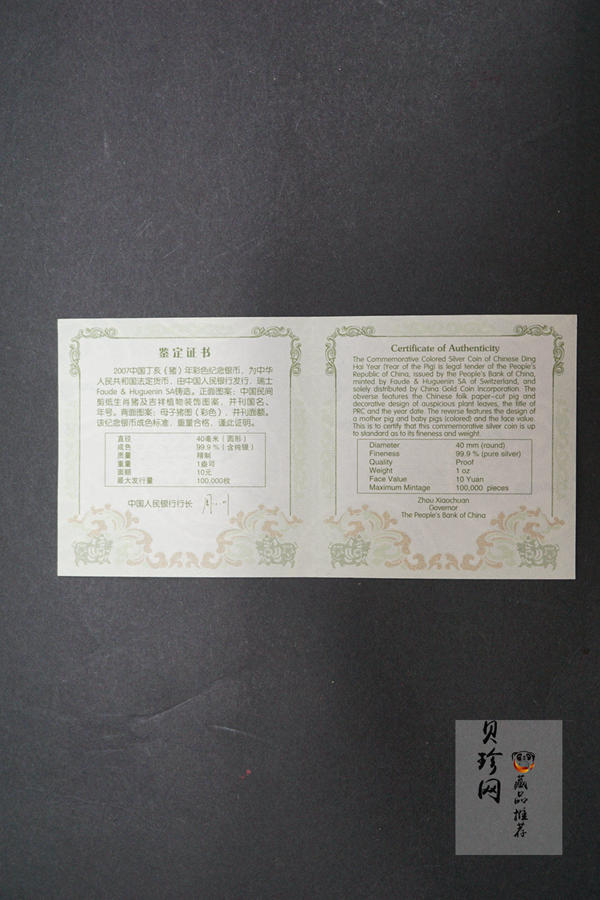 鉴定证书
2007中国丁亥（猪）年彩色纪念银币，为中华
人民共和国法定货币，由中国人民银行发行，瑞士
Faude & Huguenin SA铸造。正面图案：中国民间
剪纸生肖猪及吉祥植物装饰图案，并刊国名、
年号。背面图案：母子猪图（彩色），并刊面额。
该纪念银币成色标准，重量合格，谨此证明。
直径 40毫米（圆形）
成色 99.9％（含纯银）
质量 精制
重量 1盎司
面额 10元
最大发行量 100,000枚
中国人民银行行长
Certificate of Authenticity
The Commemorative Colored Silver Coin of Chinese Ding
Hai Year (Year of the Pig) is legal tender of the People's
Republic of China, issued by the People's Bank of China,
minted by Faude & Huguenin SA of Switzerland, and
solely distributed by China Gold Coin Incorporation. The
obverse features the Chinese folk paper-cut pig and
decorative design of auspicious plant leaves, the title of
PRC and the year date. The reverse features the design of
a mother pig and baby pigs (colored) and the face value.
This is to certify that this commemorative silver coin is up
to standard as to its fineness and weight.
Diameter 40 mm (round)
Fineness 99.9 % (pure silver)
Quality Proof
Weight 1 oz
Face Value 10 Yuan
Maximum Mintage 100,000 pieces
Zhou Xiaochuan
Governor
The People's Bank of China
贝珍网
藏品推荐